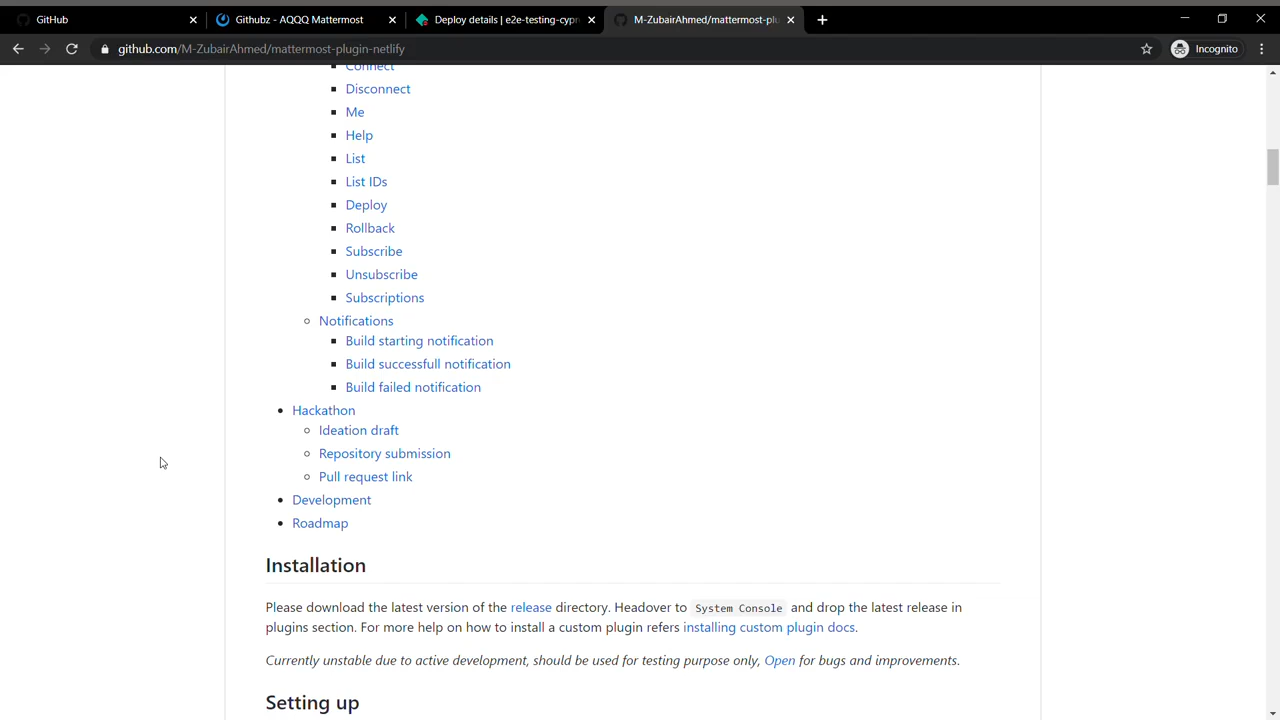 GitHub
Githubz - AQQQ Mattermost
Deploy details | e2e-testing-cypr
M-ZubairAhmed/mattermost-plu
github.com/M-ZubairAhmed/mattermost-plugin-netlify
Incognito
Connect
Disconnect
Me
Help
List
List IDs
Deploy
Rollback
Subscribe
Unsubscribe
Subscriptions
Notifications
Build starting notification
Build successfull notification
Build failed notification
Hackathon
Ideation draft
Repository submission
Pull request link
Development
Roadmap
Installation
Please download the latest version of the release directory. Headover to System Console and drop the latest release in
plugins section. For more help on how to install a custom plugin refers installing custom plugin docs.
Currently unstable due to active development, should be used for testing purpose only, Open for bugs and improvements.
Setting up